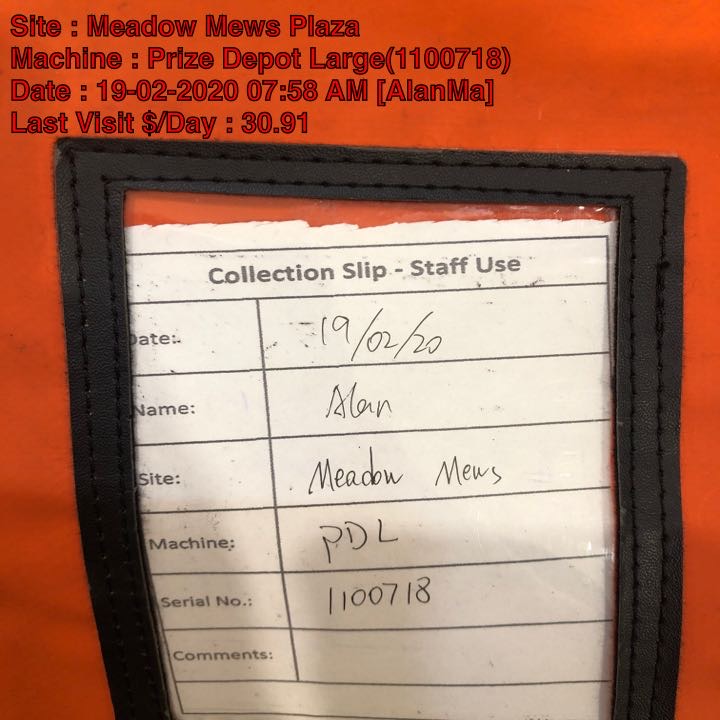 Site : Meadow Mews Plaza
Machine : Prize Depot Large(1100718)
Date : 19-02-2020 07:58 AM [AlanMa]
Last Visit $/Day : 30.91
Collection Slip - Staff Use
Date: 19/02/20
Name: Alan
Site: Meadow Mews
Machine: PDL
Serial No.: 1100718
Comments: